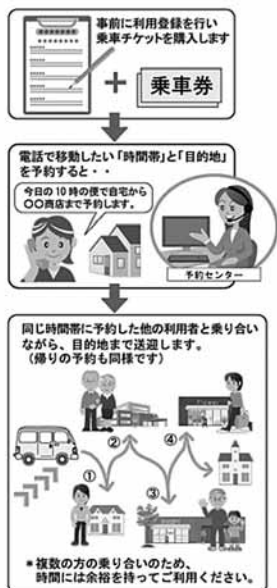 事前に利用登録を行い
乗車チケットを購入します
＋
乗車券
電話で移動したい「時間帯」と「目的地」
を予約すると・・
今日の10時の便で自宅から
〇〇商店まで予約します。
予約センター
同じ時間帯に予約した他の利用者と乗り合い
ながら、目的地まで送迎します。
（帰りの予約も同様です）
②
④
①
③
＊複数の方の乗り合いのため、
時間には余裕を持ってご利用ください。